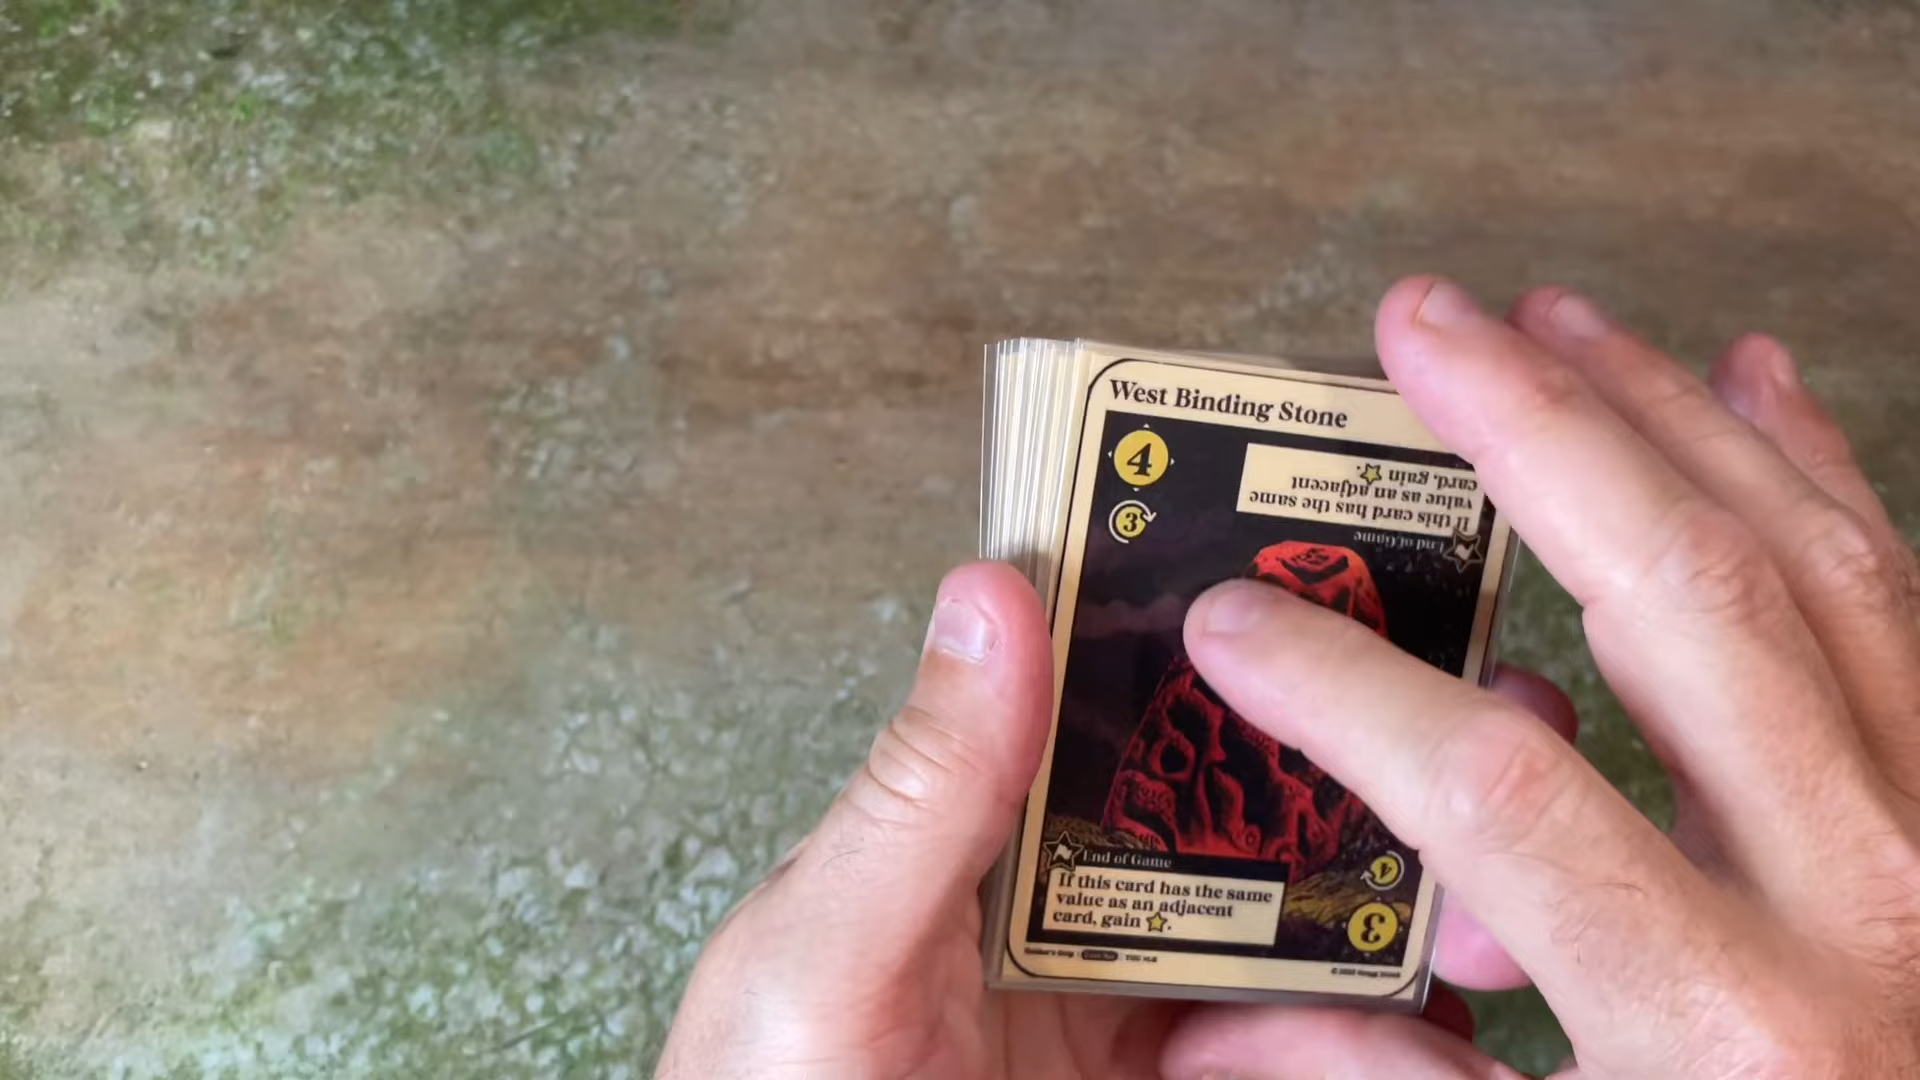 West Binding Stone
4
3
If this card has the same
value as an adjacent
card, gain
End of Game
End of Game
If this card has the same
value as an adjacent
card, gain .
4
3